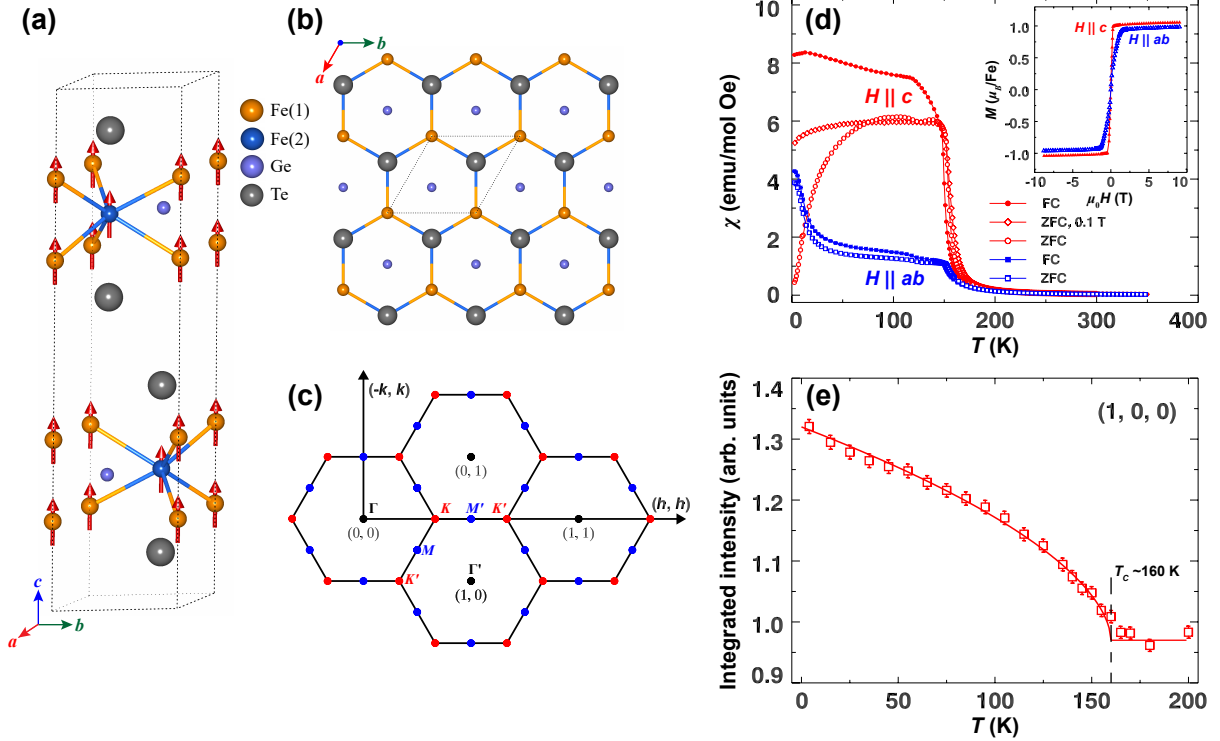 (a)
Fe(1)
Fe(2)
Ge
Te
c
a
b
(b)
a
b
(c)
(-k, k)
(0, 1)
(h, h)
Γ
K
M'
K'
(0, 0)
(1, 1)
M
K'
Γ'
(1, 0)
(d)
χ (emu/mol Oe)
10
8
6
4
2
0
0
100
200
300
400
T (K)
H || c
H || ab
M (μB/Fe)
1.0
0.5
0.0
-0.5
-1.0
-10
-5
0
5
10
μ0H (T)
H || c
H || ab
FC
ZFC, 0.1 T
ZFC
FC
ZFC
(e)
(1, 0, 0)
Integrated intensity (arb. units)
1.4
1.3
1.2
1.1
1.0
0.9
TC ~160 K
0
50
100
150
200
T (K)